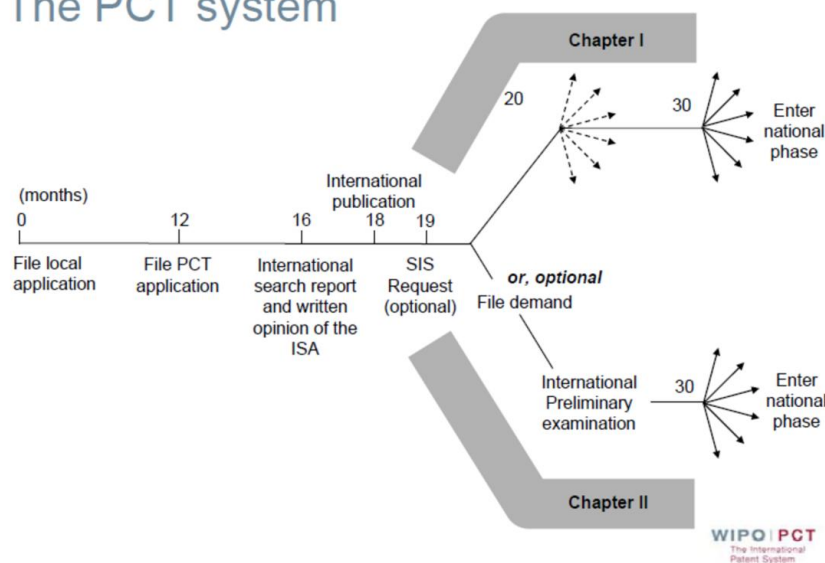 The PCT system
Chapter I
20
30
Enter
national
phase
International
publication
(months)
0
12
16
18
19
File local
application
File PCT
application
International
search report
and written
opinion of the
ISA
SIS
Request
(optional)
or, optional
File demand
International
Preliminary
examination
30
Enter
national
phase
Chapter II
WIPO | PCT
The International
Patent System